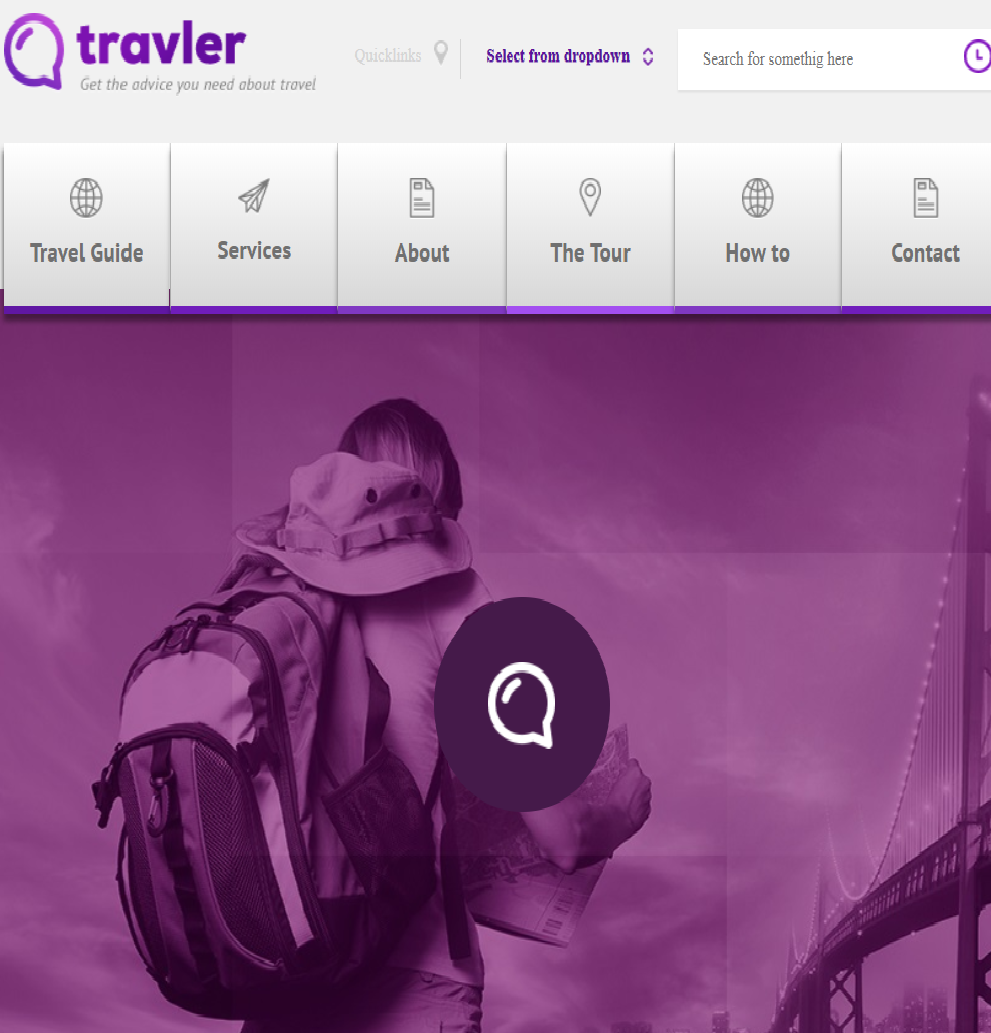 travler
Get the advice you need about travel
Quicklinks
Select from dropdown
Search for somethig here
Travel Guide
Services
About
The Tour
How to
Contact